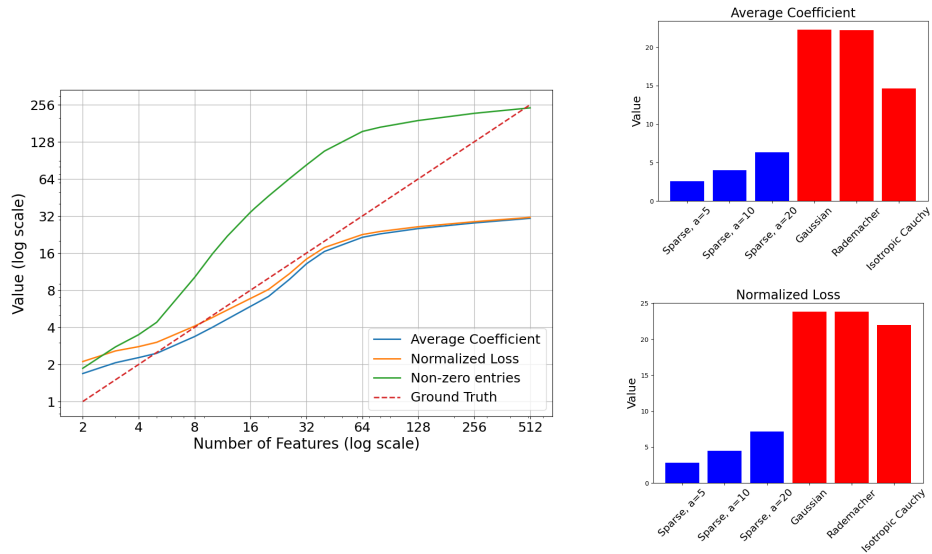 256
128
64
32
16
8
4
2
1
Value (log scale)
2 4 8 16 32 64 128 256 512
Number of Features (log scale)
Average Coefficient
Normalized Loss
Non-zero entries
Ground Truth
Average Coefficient
20
15
10
5
0
Value
Sparse, a=5
Sparse, a=10
Sparse, a=20
Gaussian
Rademacher
Isotropic Cauchy
Normalized Loss
25
20
15
10
5
0
Value
Sparse, a=5
Sparse, a=10
Sparse, a=20
Gaussian
Rademacher
Isotropic Cauchy